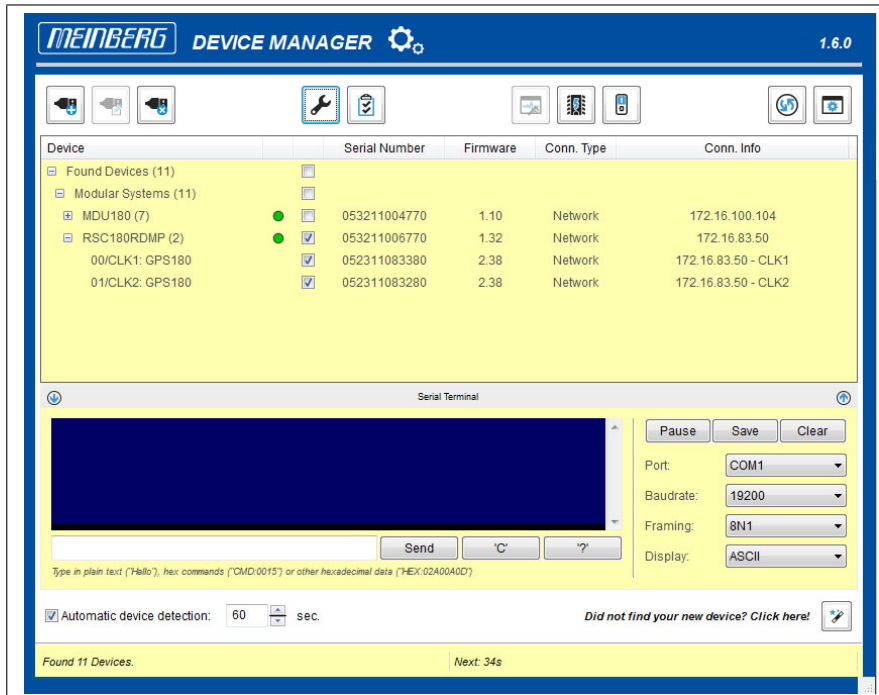 MEINBERG DEVICE MANAGER 1.6.0
Device Serial Number Firmware Conn. Type Conn. Info
Found Devices (11)
Modular Systems (11)
MDU180 (7) 053211004770 1.10 Network 172.16.100.104
RSC180RDMP (2) 053211006770 1.32 Network 172.16.83.50
00/CLK1: GPS180 052311083380 2.38 Network 172.16.83.50 - CLK1
01/CLK2: GPS180 052311083280 2.38 Network 172.16.83.50 - CLK2
Serial Terminal
Pause Save Clear
Port: COM1
Baudrate: 19200
Framing: 8N1
Display: ASCII
Send 'C' '?'
Type in plain text ("Hallo"), hex commands ("CMD:0015") or other hexadecimal data ("HEX:02A00A0D")
Automatic device detection: 60 sec. Did not find your new device? Click here!
Found 11 Devices. Next: 34s